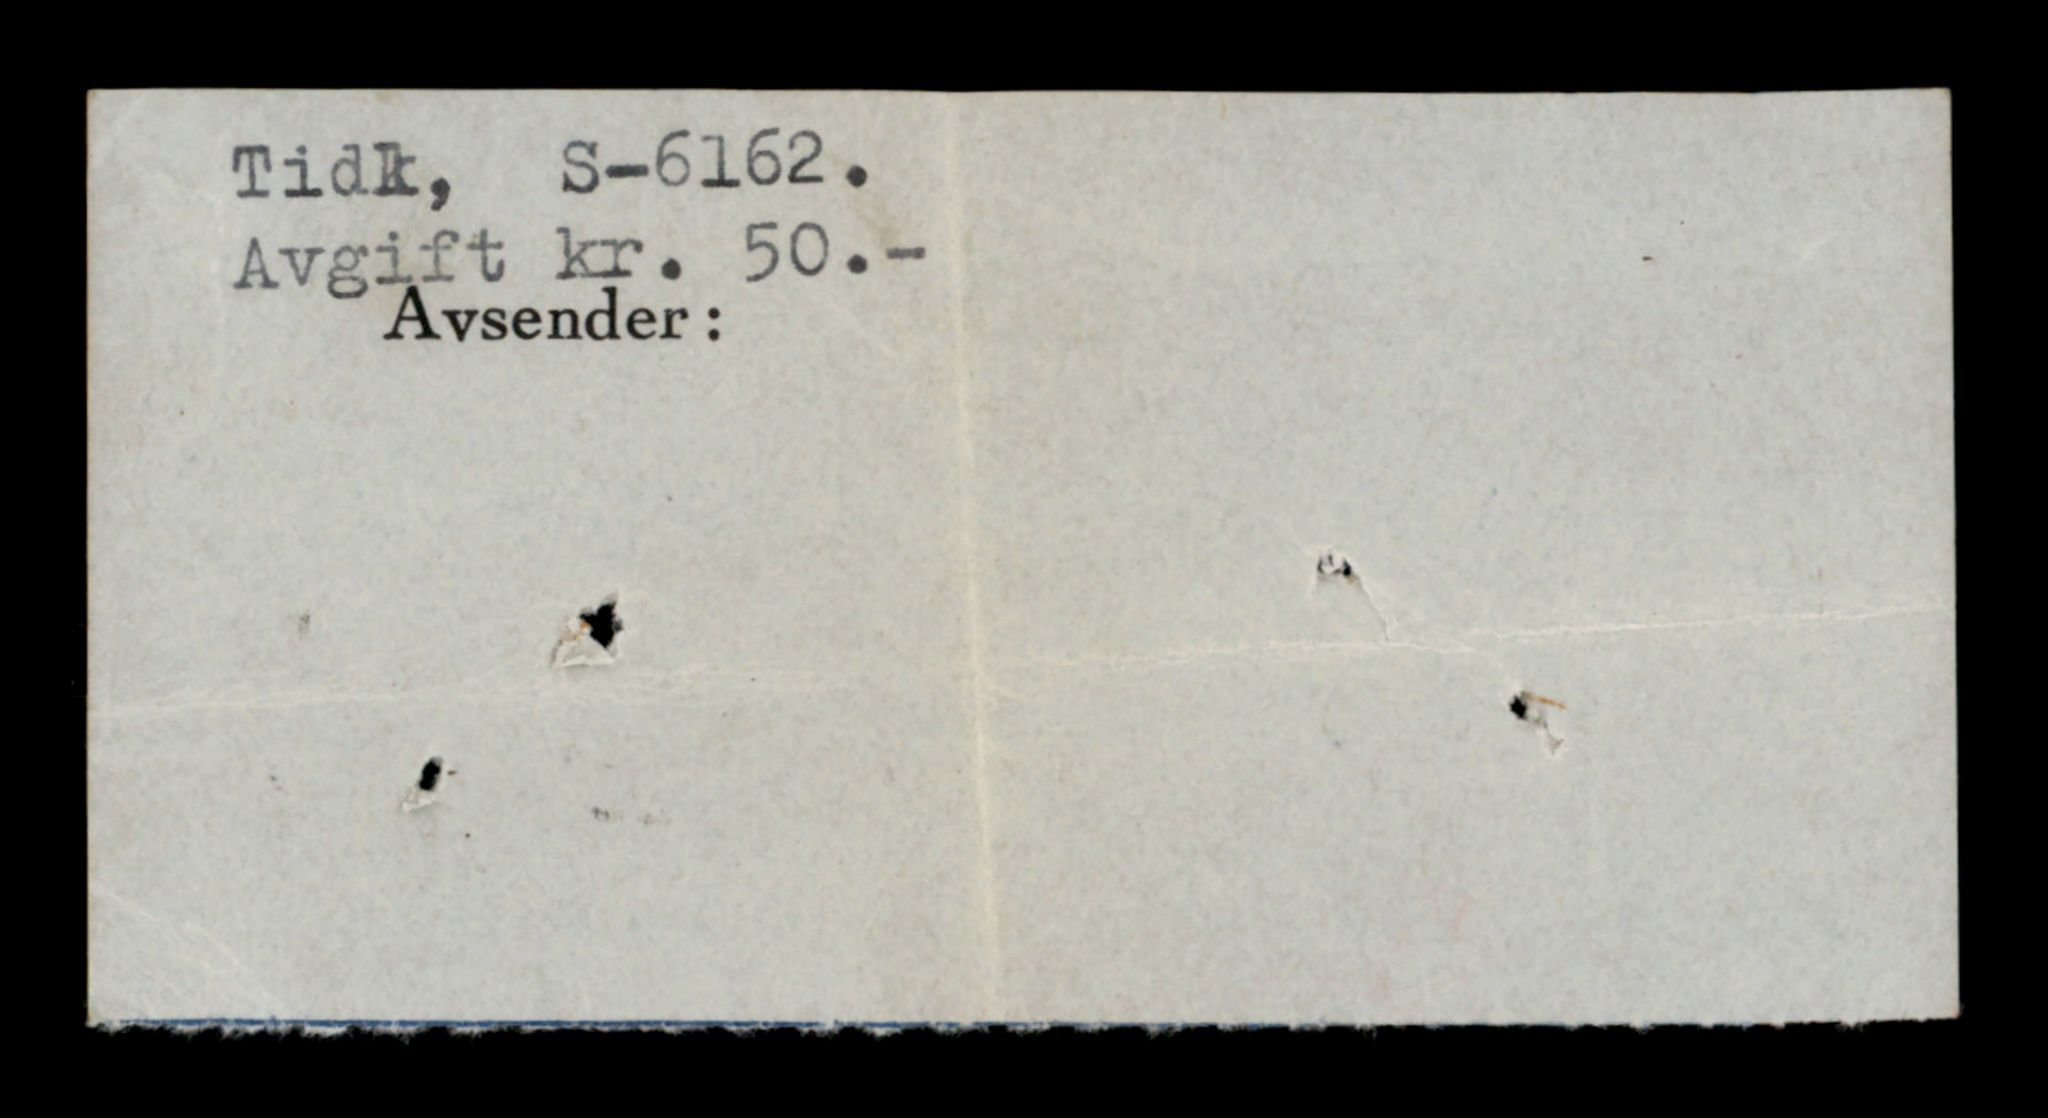 Tidk, S-6162.
Avgift kr. 50.-
Avsender: